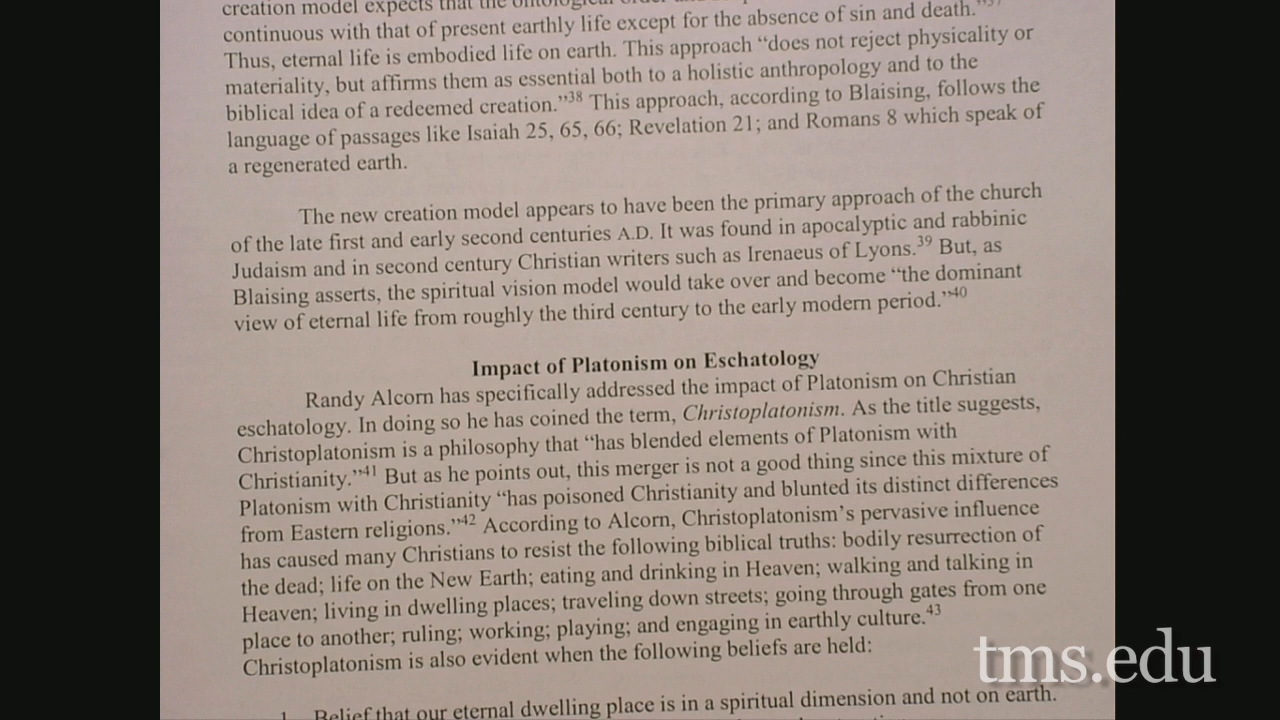 creation model expects that the ontological order and
continuous with that of present earthly life except for the absence of sin and death."37
Thus, eternal life is embodied life on earth. This approach “does not reject physicality or
materiality, but affirms them as essential both to a holistic anthropology and to the
biblical idea of a redeemed creation.”38 This approach, according to Blaising, follows the
language of passages like Isaiah 25, 65, 66; Revelation 21; and Romans 8 which speak of
a regenerated earth.
The new creation model appears to have been the primary approach of the church
of the late first and early second centuries A.D. It was found in apocalyptic and rabbinic
Judaism and in second century Christian writers such as Irenaeus of Lyons.39 But, as
Blaising asserts, the spiritual vision model would take over and become “the dominant
view of eternal life from roughly the third century to the early modern period.”40
Impact of Platonism on Eschatology
Randy Alcorn has specifically addressed the impact of Platonism on Christian
eschatology. In doing so he has coined the term, Christoplatonism. As the title suggests,
Christoplatonism is a philosophy that “has blended elements of Platonism with
Christianity.”41 But as he points out, this merger is not a good thing since this mixture of
Platonism with Christianity “has poisoned Christianity and blunted its distinct differences
from Eastern religions.”42 According to Alcorn, Christoplatonism’s pervasive influence
has caused many Christians to resist the following biblical truths: bodily resurrection of
the dead; life on the New Earth; eating and drinking in Heaven; walking and talking in
Heaven; living in dwelling places; traveling down streets; going through gates from one
place to another; ruling; working; playing; and engaging in earthly culture.43
Christoplatonism is also evident when the following beliefs are held:
1. Belief that our eternal dwelling place is in a spiritual dimension and not on earth.
tms.edu